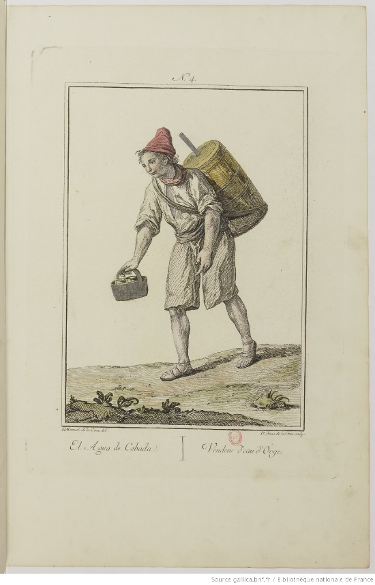 N. 4.
El Agua de Cebada.
Vendeur d'eau d'Orge.
Source gallica.bnf.fr / Bibliothèque nationale de France